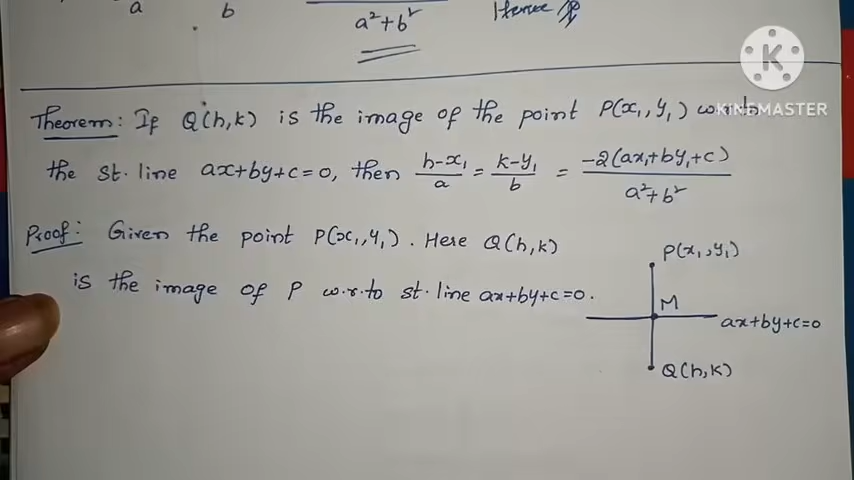 a b a²+b² Hence
Theorem: If Q(h,k) is the image of the point P(x₁,y₁) w.r.to
KINEMASTER
the st. line ax+by+c=0, then h-x₁/a = k-y₁/b = -2(ax₁+by₁+c)/a²+b²
Proof: Given the point P(x₁,y₁). Here Q(h,k)
is the image of P w.r.to st. line ax+by+c=0.
P(x₁,y₁)
M
ax+by+c=0
Q(h,k)